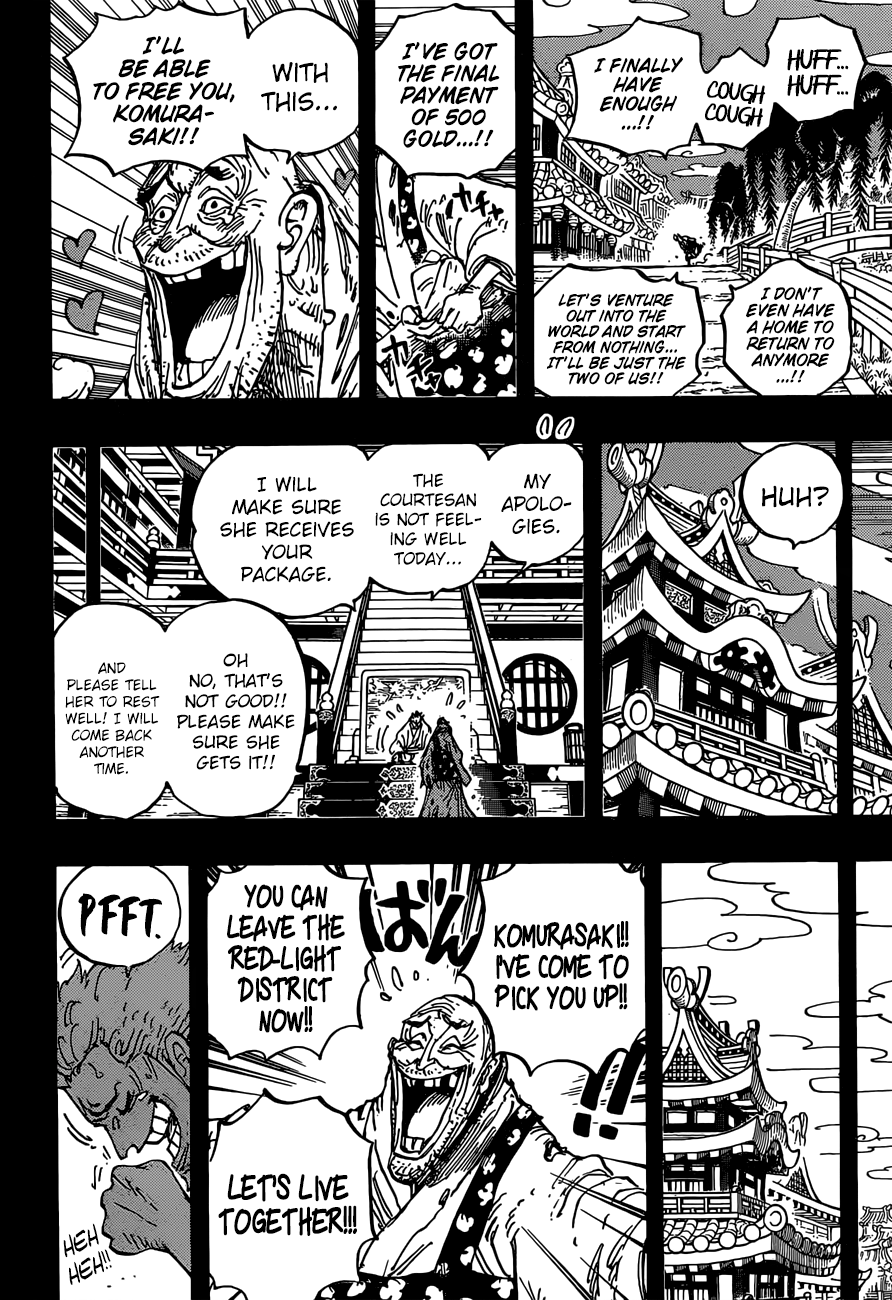 HUFF...
HUFF...
COUGH
COUGH
I FINALLY
HAVE
ENOUGH
...!!
I DON'T
EVEN HAVE
A HOME TO
RETURN TO
ANYMORE
...!!
LET'S VENTURE
OUT INTO THE
WORLD AND START
FROM NOTHING...
IT'LL BE JUST THE
TWO OF US!!
I'VE GOT
THE FINAL
PAYMENT
OF 500
GOLD...!!
ガチャ
ガチッ
WITH
THIS...
I'LL
BE ABLE
TO FREE YOU,
KOMURA-
SAKI!!
HUH?
MY
APOLO-
GIES.
THE
COURTESAN
IS NOT FEEL-
ING WELL
TODAY...
I WILL
MAKE SURE
SHE RECEIVES
YOUR
PACKAGE.
OH
NO, THAT'S
NOT GOOD!!
PLEASE MAKE
SURE SHE
GETS IT!!
AND
PLEASE TELL
HER TO REST
WELL! I WILL
COME BACK
ANOTHER
TIME.
KOMURASAKI!!
I'VE COME TO
PICK YOU UP!!
ばん
!!
YOU CAN
LEAVE THE
RED-LIGHT
DISTRICT
NOW!!
LET'S LIVE
TOGETHER!!!
PFFT.
HEH
HEH!!